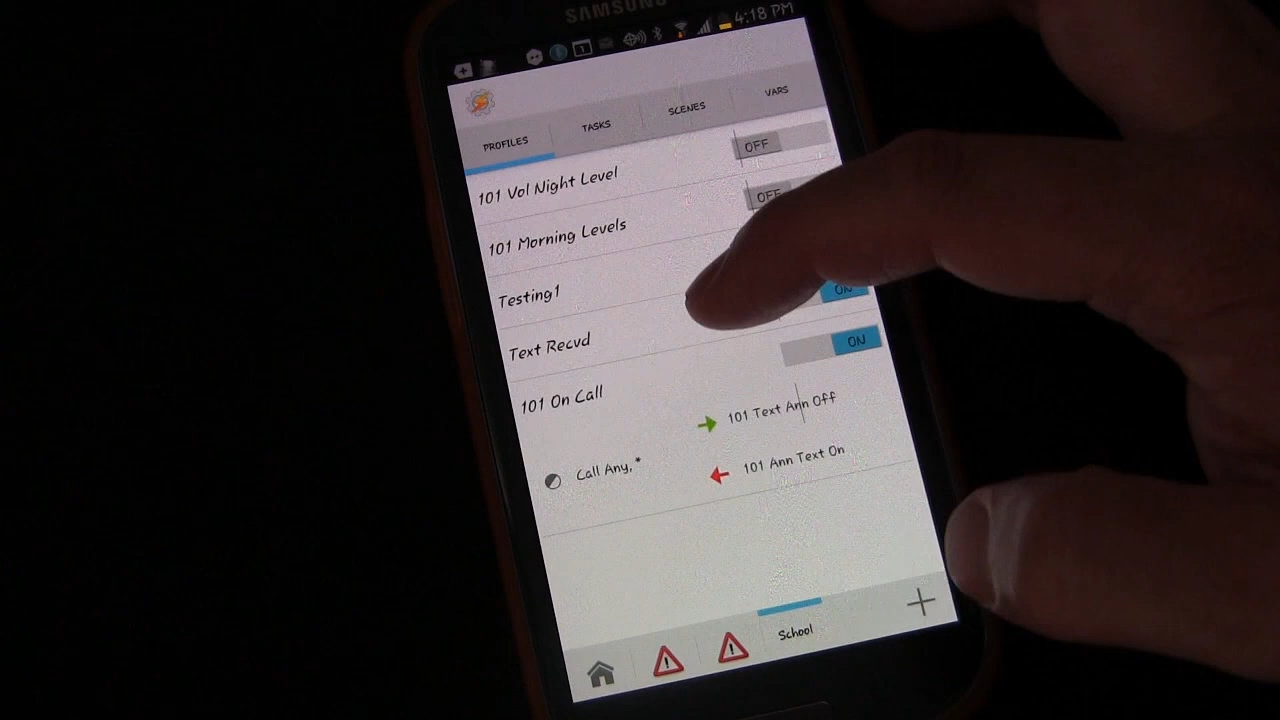 SAMSUNG
1 4:18 PM
PROFILES TASKS SCENES VARS
101 Vol Night Level OFF
101 Morning Levels OFF
Testing1
Text Recvd ON
101 On Call ON
101 Text Ann Off
Call Any,*
101 Ann Text On
School